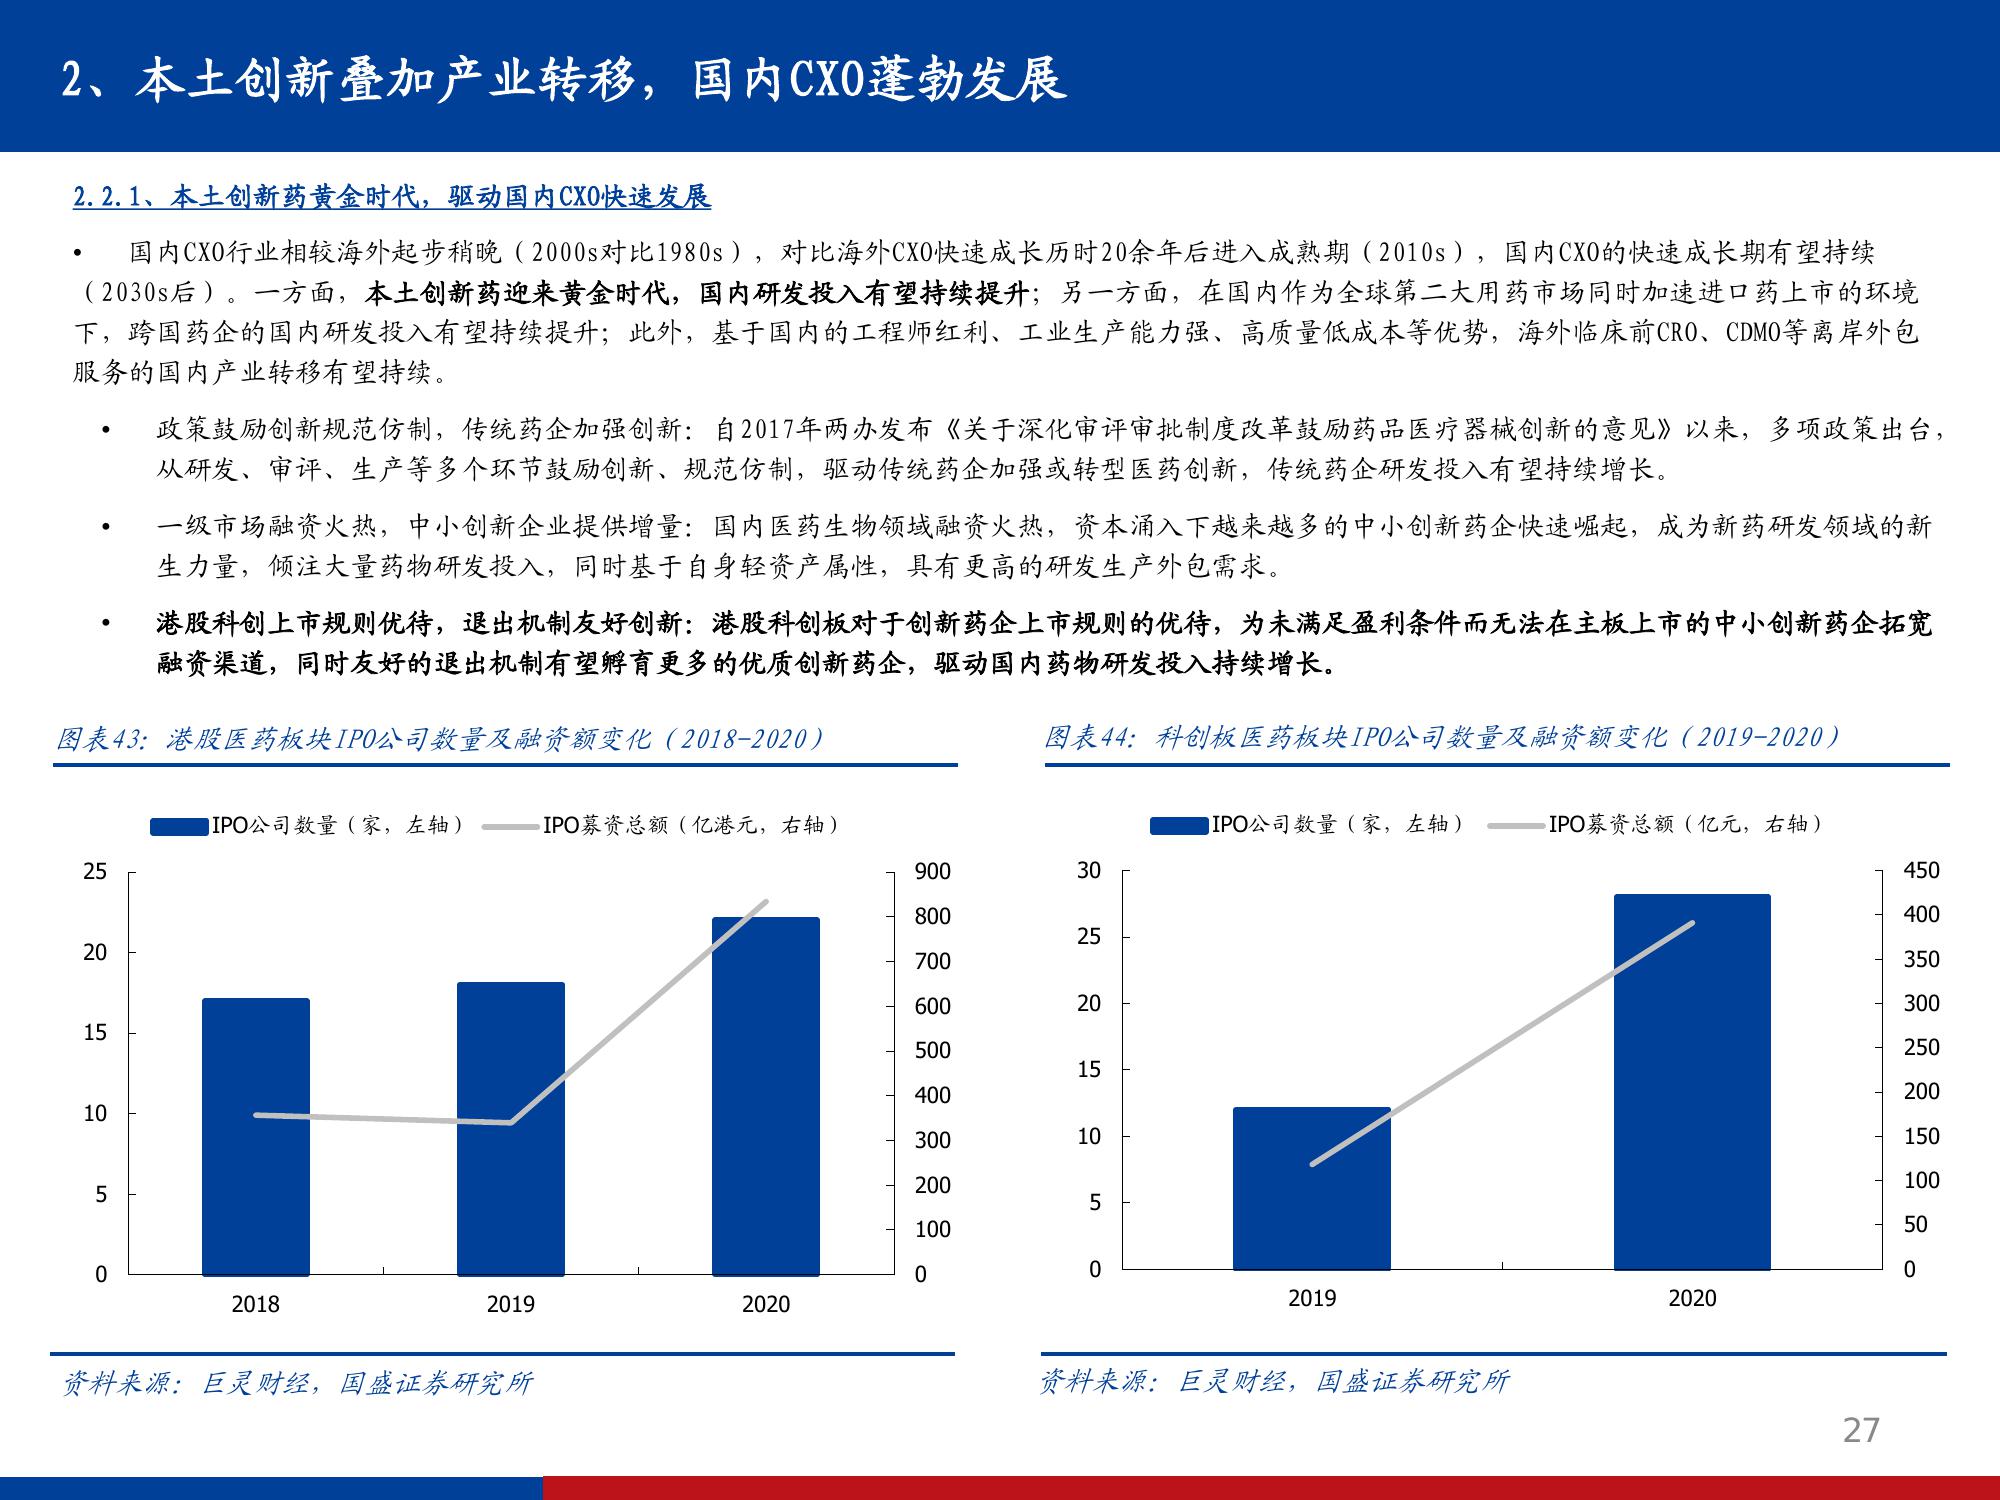 2、本土创新叠加产业转移，国内CXO蓬勃发展
2.2.1、本土创新药黄金时代，驱动国内CXO快速发展
• 国内CXO行业相较海外起步稍晚（2000s对比1980s），对比海外CXO快速成长历时20余年后进入成熟期（2010s），国内CXO的快速成长期有望持续
（2030s后）。一方面，本土创新药迎来黄金时代，国内研发投入有望持续提升；另一方面，在国内作为全球第二大用药市场同时加速进口药上市的环境
下，跨国药企的国内研发投入有望持续提升；此外，基于国内的工程师红利、工业生产能力强、高质量低成本等优势，海外临床前CRO、CDMO等离岸外包
服务的国内产业转移有望持续。
• 政策鼓励创新规范仿制，传统药企加强创新：自2017年两办发布《关于深化审评审批制度改革鼓励药品医疗器械创新的意见》以来，多项政策出台，
从研发、审评、生产等多个环节鼓励创新、规范仿制，驱动传统药企加强或转型医药创新，传统药企研发投入有望持续增长。
• 一级市场融资火热，中小创新企业提供增量：国内医药生物领域融资火热，资本涌入下越来越多的中小创新药企快速崛起，成为新药研发领域的新
生力量，倾注大量药物研发投入，同时基于自身轻资产属性，具有更高的研发生产外包需求。
• 港股科创上市规则优待，退出机制友好创新：港股科创板对于创新药企上市规则的优待，为未满足盈利条件而无法在主板上市的中小创新药企拓宽
融资渠道，同时友好的退出机制有望孵育更多的优质创新药企，驱动国内药物研发投入持续增长。
图表43：港股医药板块IPO公司数量及融资额变化（2018-2020）
IPO公司数量（家，左轴） IPO募资总额（亿港元，右轴）
25
20
15
10
5
0
900
800
700
600
500
400
300
200
100
0
2018 2019 2020
资料来源：巨灵财经，国盛证券研究所
图表44：科创板医药板块IPO公司数量及融资额变化（2019-2020）
IPO公司数量（家，左轴） IPO募资总额（亿元，右轴）
30
25
20
15
10
5
0
450
400
350
300
250
200
150
100
50
0
2019 2020
资料来源：巨灵财经，国盛证券研究所
27